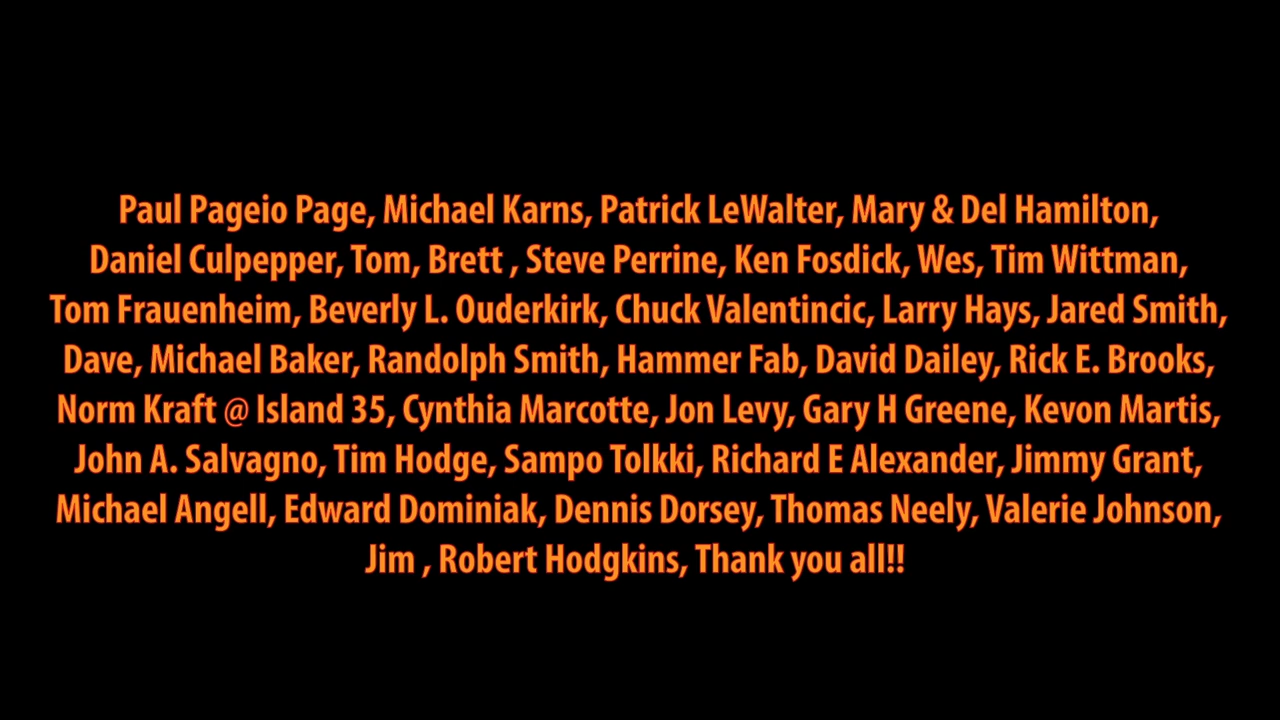 Paul Pageio Page, Michael Karns, Patrick LeWalter, Mary & Del Hamilton,
Daniel Culpepper, Tom, Brett , Steve Perrine, Ken Fosdick, Wes, Tim Wittman,
Tom Frauenheim, Beverly L. Ouderkirk, Chuck Valentincic, Larry Hays, Jared Smith,
Dave, Michael Baker, Randolph Smith, Hammer Fab, David Dailey, Rick E. Brooks,
Norm Kraft @ Island 35, Cynthia Marcotte, Jon Levy, Gary H Greene, Kevon Martis,
John A. Salvagno, Tim Hodge, Sampo Tolkki, Richard E Alexander, Jimmy Grant,
Michael Angell, Edward Dominiak, Dennis Dorsey, Thomas Neely, Valerie Johnson,
Jim , Robert Hodgkins, Thank you all!!